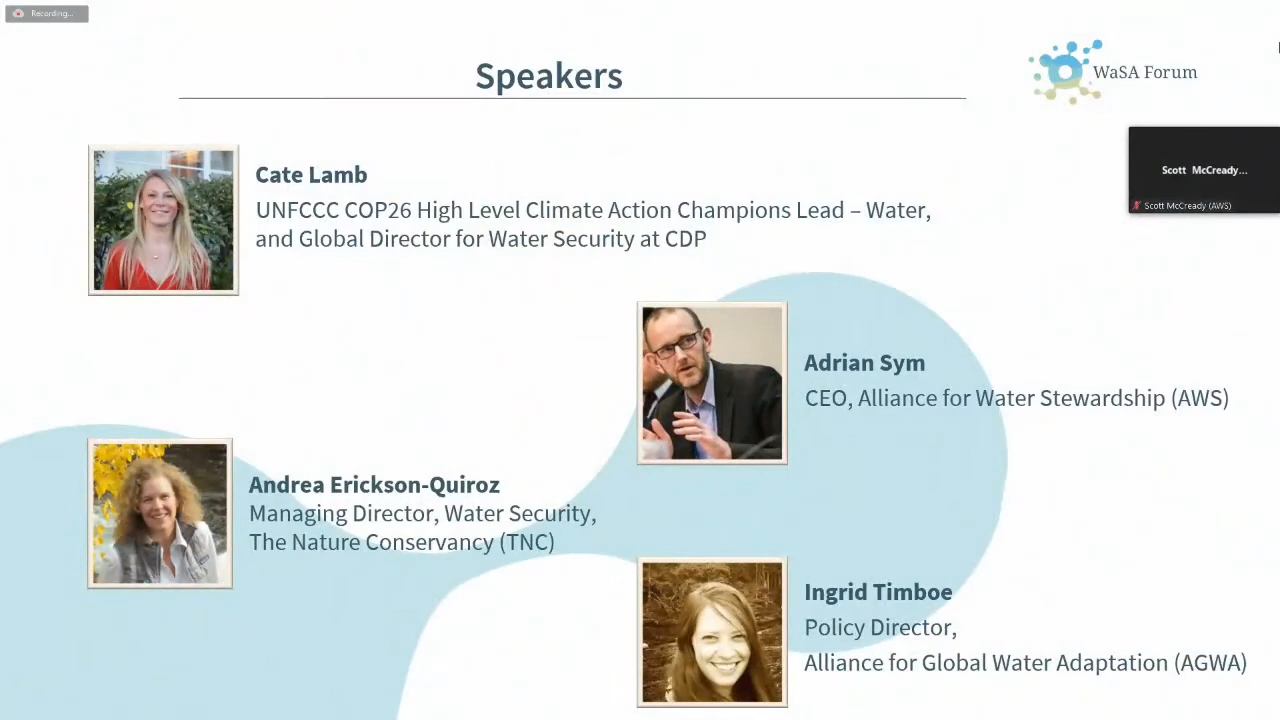 Recording...
Speakers
WaSA Forum
Scott McCready...
Scott McCready (AWS)
Cate Lamb
UNFCCC COP26 High Level Climate Action Champions Lead – Water,
and Global Director for Water Security at CDP
Adrian Sym
CEO, Alliance for Water Stewardship (AWS)
Andrea Erickson-Quiroz
Managing Director, Water Security,
The Nature Conservancy (TNC)
Ingrid Timboe
Policy Director,
Alliance for Global Water Adaptation (AGWA)